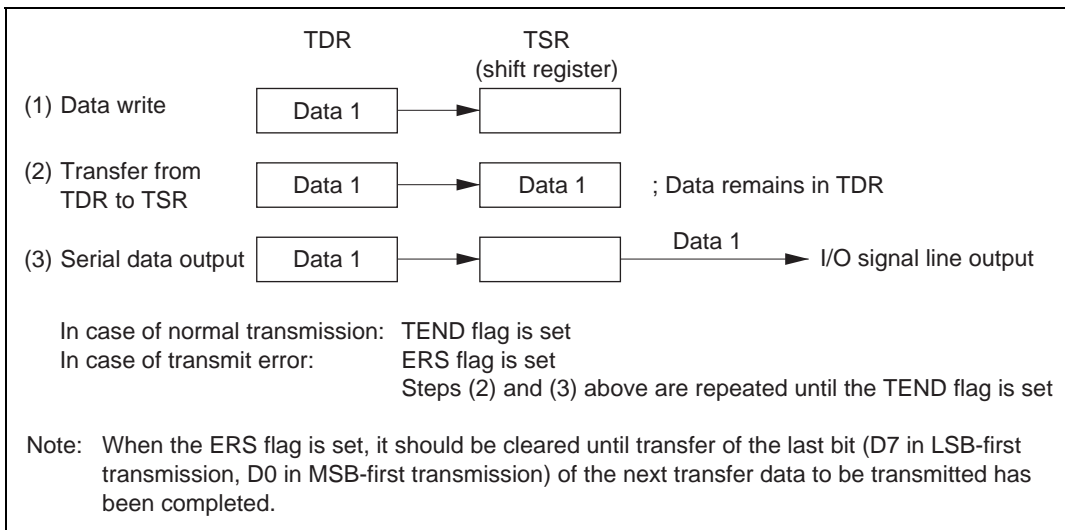 TDR TSR
(shift register)
(1) Data write Data 1
(2) Transfer from
TDR to TSR Data 1 Data 1 ; Data remains in TDR
(3) Serial data output Data 1 Data 1 I/O signal line output
In case of normal transmission: TEND flag is set
In case of transmit error: ERS flag is set
Steps (2) and (3) above are repeated until the TEND flag is set
Note: When the ERS flag is set, it should be cleared until transfer of the last bit (D7 in LSB-first
transmission, D0 in MSB-first transmission) of the next transfer data to be transmitted has
been completed.